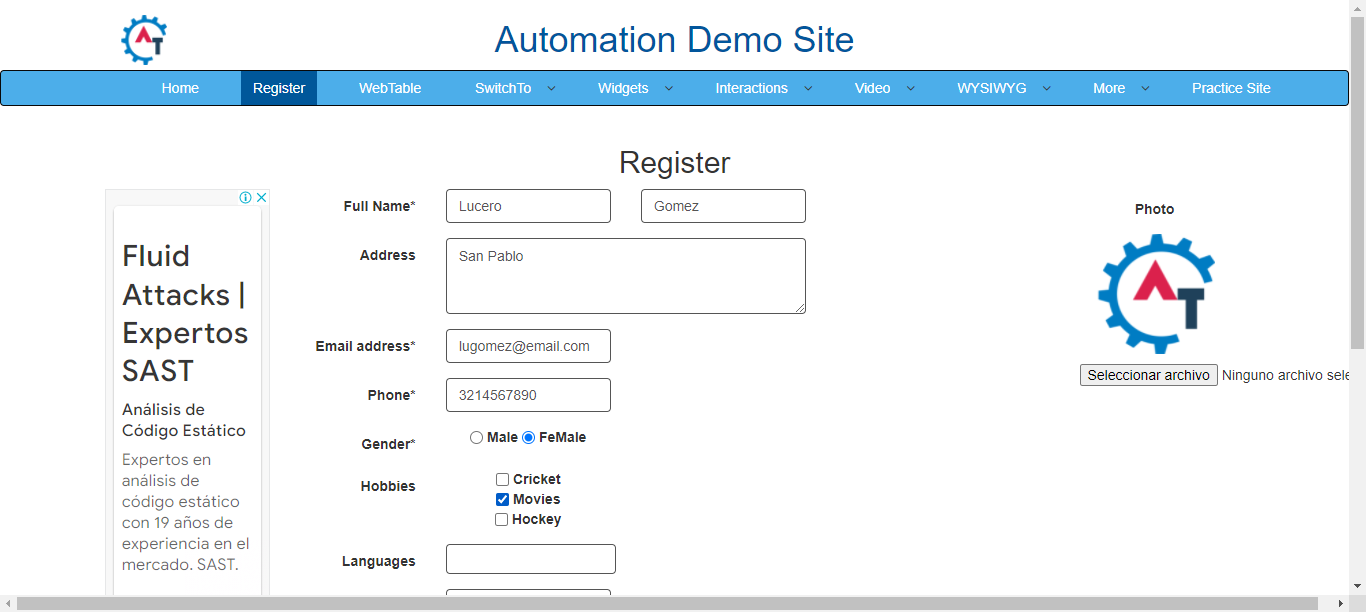 AT
Automation Demo Site
Home Register WebTable SwitchTo Widgets Interactions Video WYSIWYG More Practice Site
Register
Fluid
Attacks |
Expertos
SAST
Análisis de
Código Estático
Expertos en
análisis de
código estático
con 19 años de
experiencia en el
mercado. SAST.
Full Name* Lucero Gomez
Address San Pablo
Email address* lugomez@email.com
Phone* 3214567890
Gender* Male FeMale
Hobbies Cricket
Movies
Hockey
Languages
Photo
AT
Seleccionar archivo Ninguno archivo sele